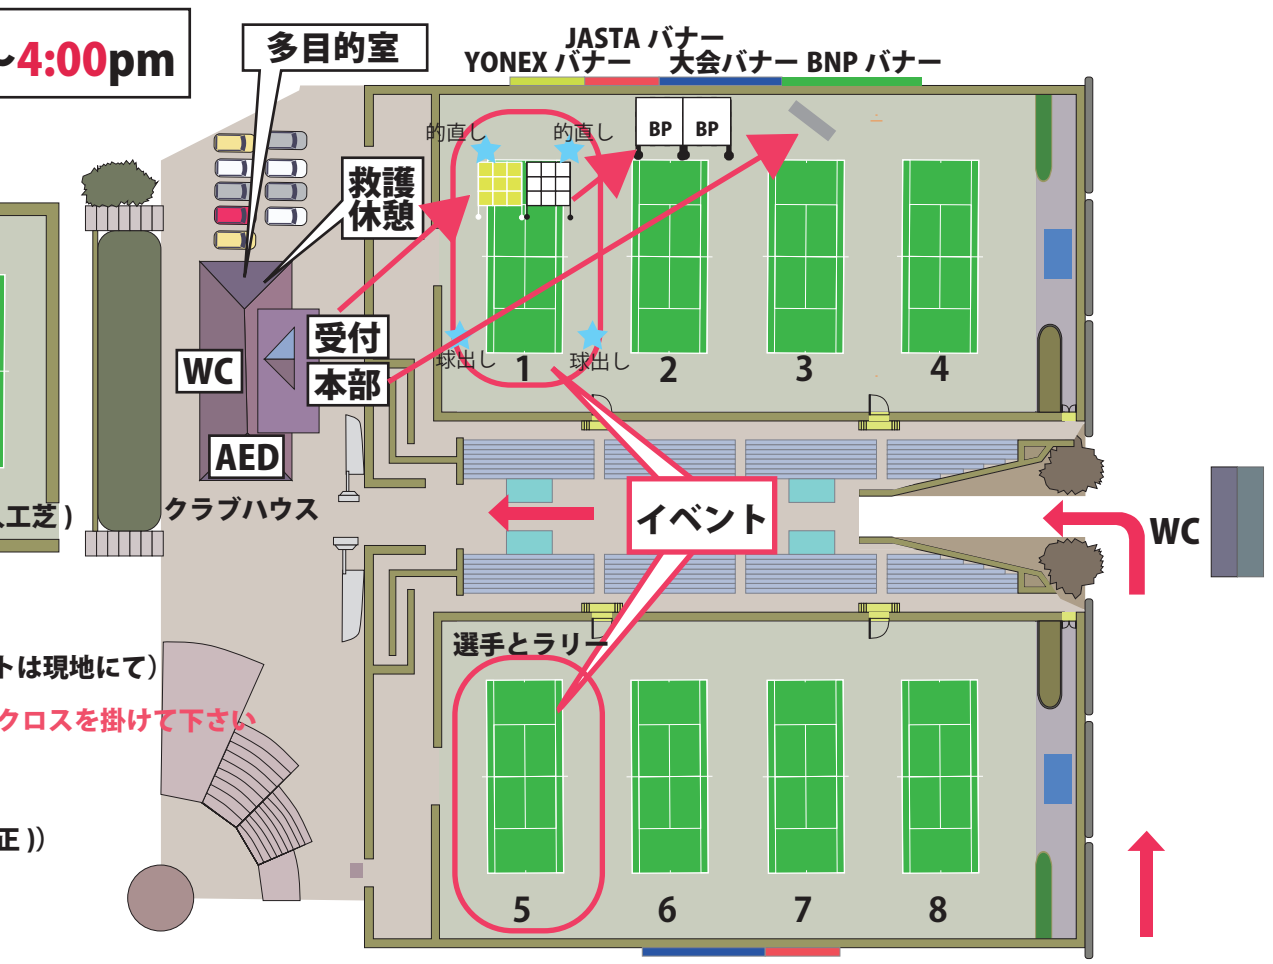 ~4:00pm
多目的室
JASTA バナー
YONEX バナー
大会バナー BNP バナー
的直し
的直し
BP
BP
救護
休憩
受付
本部
WC
AED
クラブハウス
球出し
球出し
1
2
3
4
工芝 )
イベント
WC
選手とラリー
トは現地にて)
クロスを掛けて下さい
正 ))
5
6
7
8